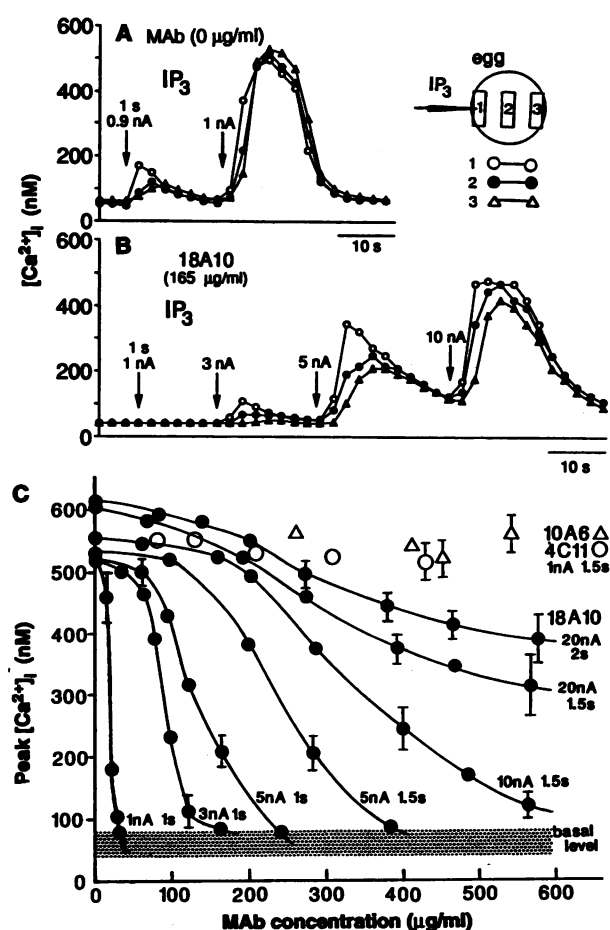 A MAb (0 µg/ml)
IP3
1 s
0.9 nA
1 nA
600
400
200
0
10 s
egg
IP3
1 2 3
1
2
3
[Ca2+]i (nM)
B 18A10
(165 µg/ml)
IP3
1 s
1 nA
3 nA
5 nA
10 nA
600
400
200
0
10 s
C
600
500
400
300
200
100
0
Peak [Ca2+]i (nM)
10A6
4C11
1nA 1.5s
18A10
20nA
2s
20nA
1.5s
10nA 1.5s
1nA 1s
3nA 1s
5nA 1s
5nA 1.5s
basal
level
0 100 200 300 400 500 600
MAb concentration (µg/ml)